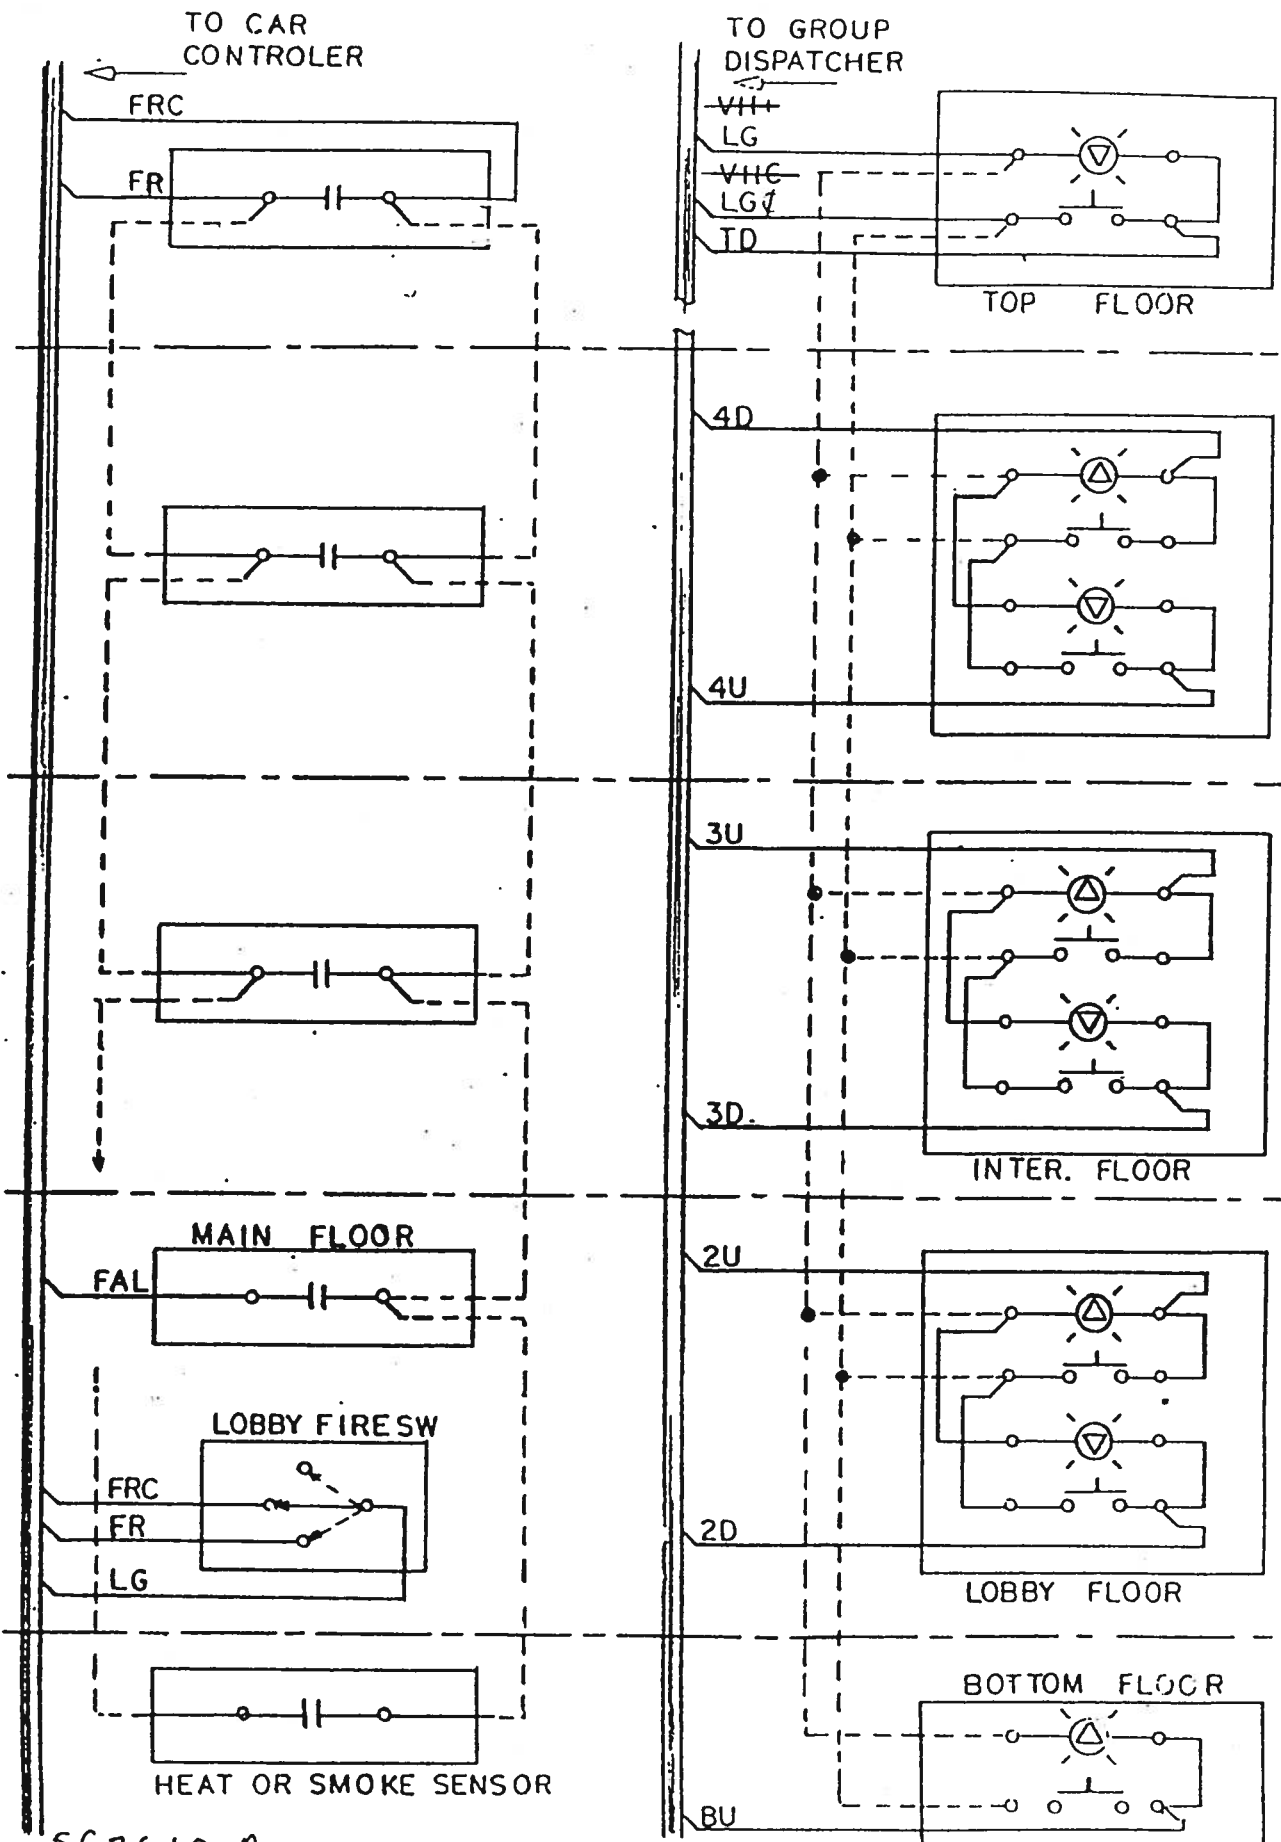 TO CAR
CONTROLER
FRC
FR
TO GROUP
DISPATCHER
VH+
LG
VHC
LG1
TD
TOP FLOOR
4D
4U
3U
3D.
INTER. FLOOR
MAIN FLOOR
FAL
2U
LOBBY FIRESW
FRC
FR
LG
2D
LOBBY FLOOR
BOTTOM FLOOR
HEAT OR SMOKE SENSOR
BU